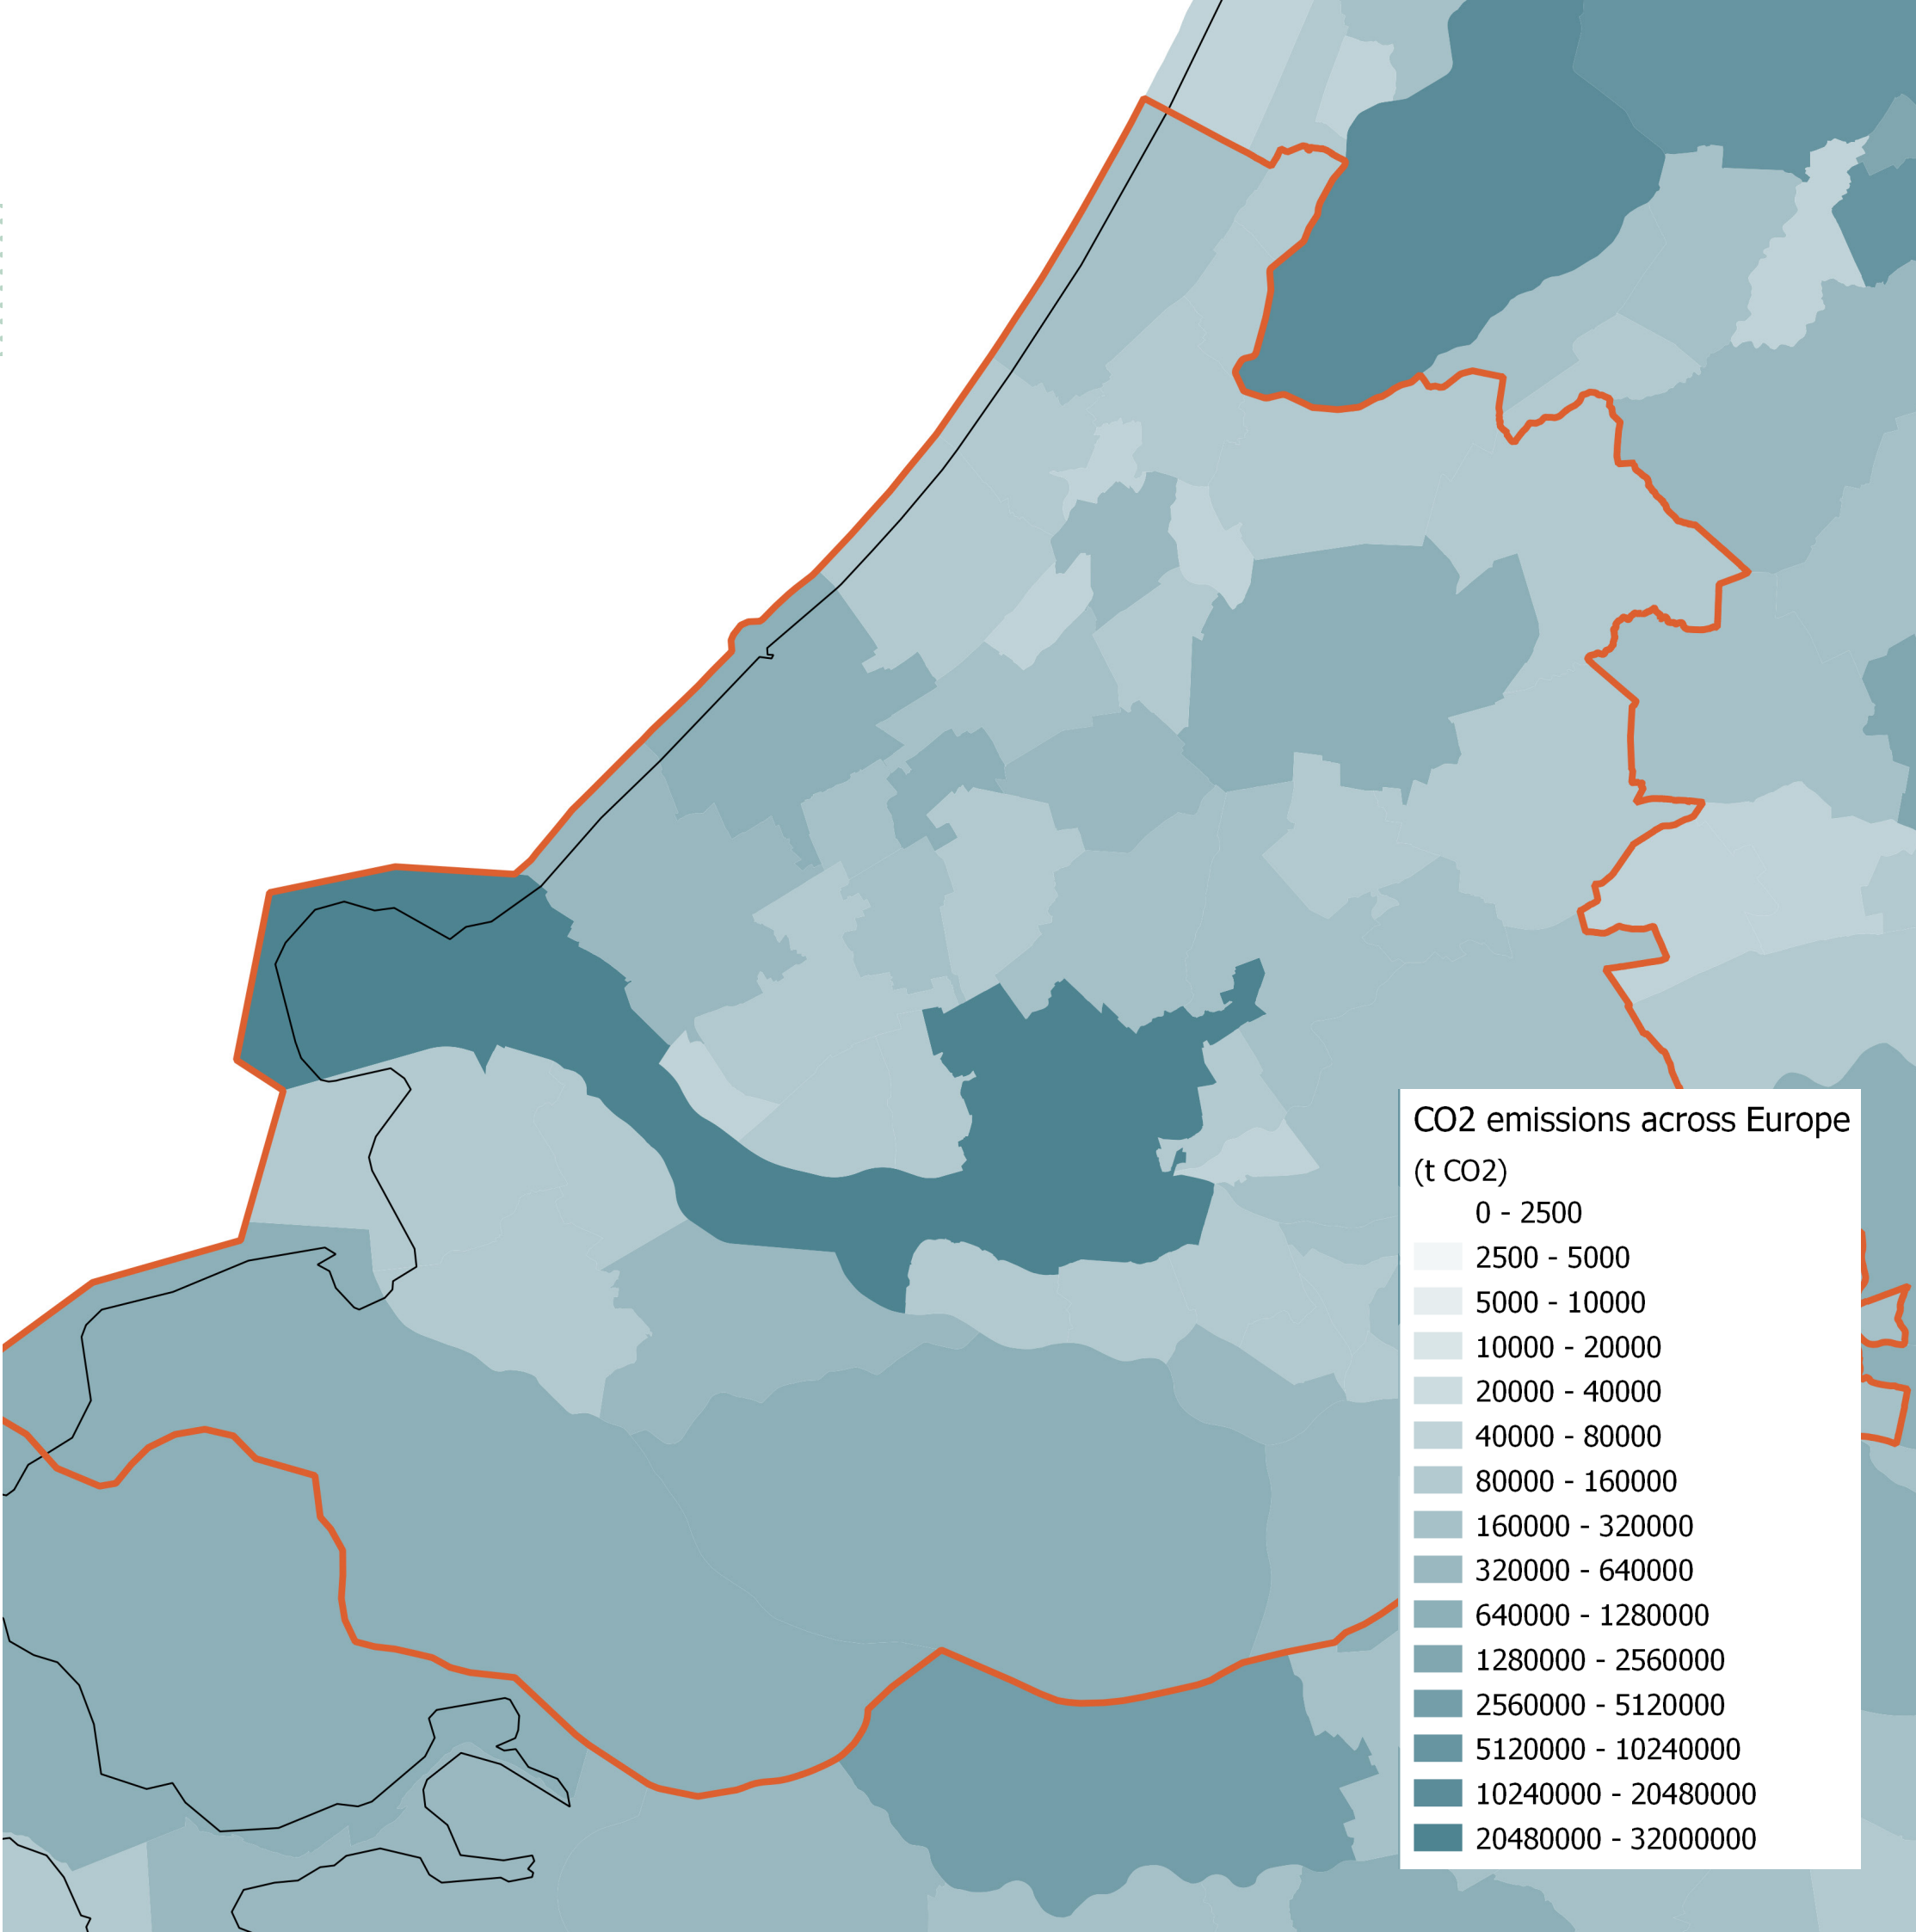 CO2 emissions across Europe
(t CO2)
0 - 2500
2500 - 5000
5000 - 10000
10000 - 20000
20000 - 40000
40000 - 80000
80000 - 160000
160000 - 320000
320000 - 640000
640000 - 1280000
1280000 - 2560000
2560000 - 5120000
5120000 - 10240000
10240000 - 20480000
20480000 - 32000000